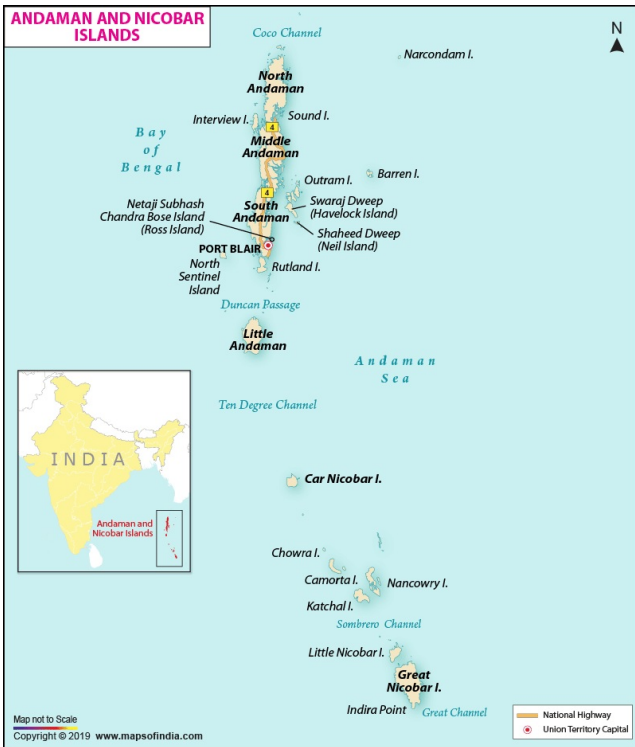 ANDAMAN AND NICOBAR
ISLANDS
N
Coco Channel
Narcondam I.
North
Andaman
Interview I.
Sound I.
4
Bay
of
Bengal
Middle
Andaman
Barren I.
Outram I.
4
Swaraj Dweep
(Havelock Island)
Netaji Subhash
Chandra Bose Island
(Ross Island)
South
Andaman
Shaheed Dweep
(Neil Island)
PORT BLAIR
North
Sentinel
Island
Rutland I.
Duncan Passage
Little
Andaman
Andaman
Sea
Ten Degree Channel
INDIA
Andaman and
Nicobar Islands
Car Nicobar I.
Chowra I.
Camorta I.
Nancowry I.
Katchal I.
Sombrero Channel
Little Nicobar I.
Great
Nicobar I.
Indira Point
Great Channel
Map not to Scale
Copyright © 2019 www.mapsofindia.com
National Highway
Union Territory Capital